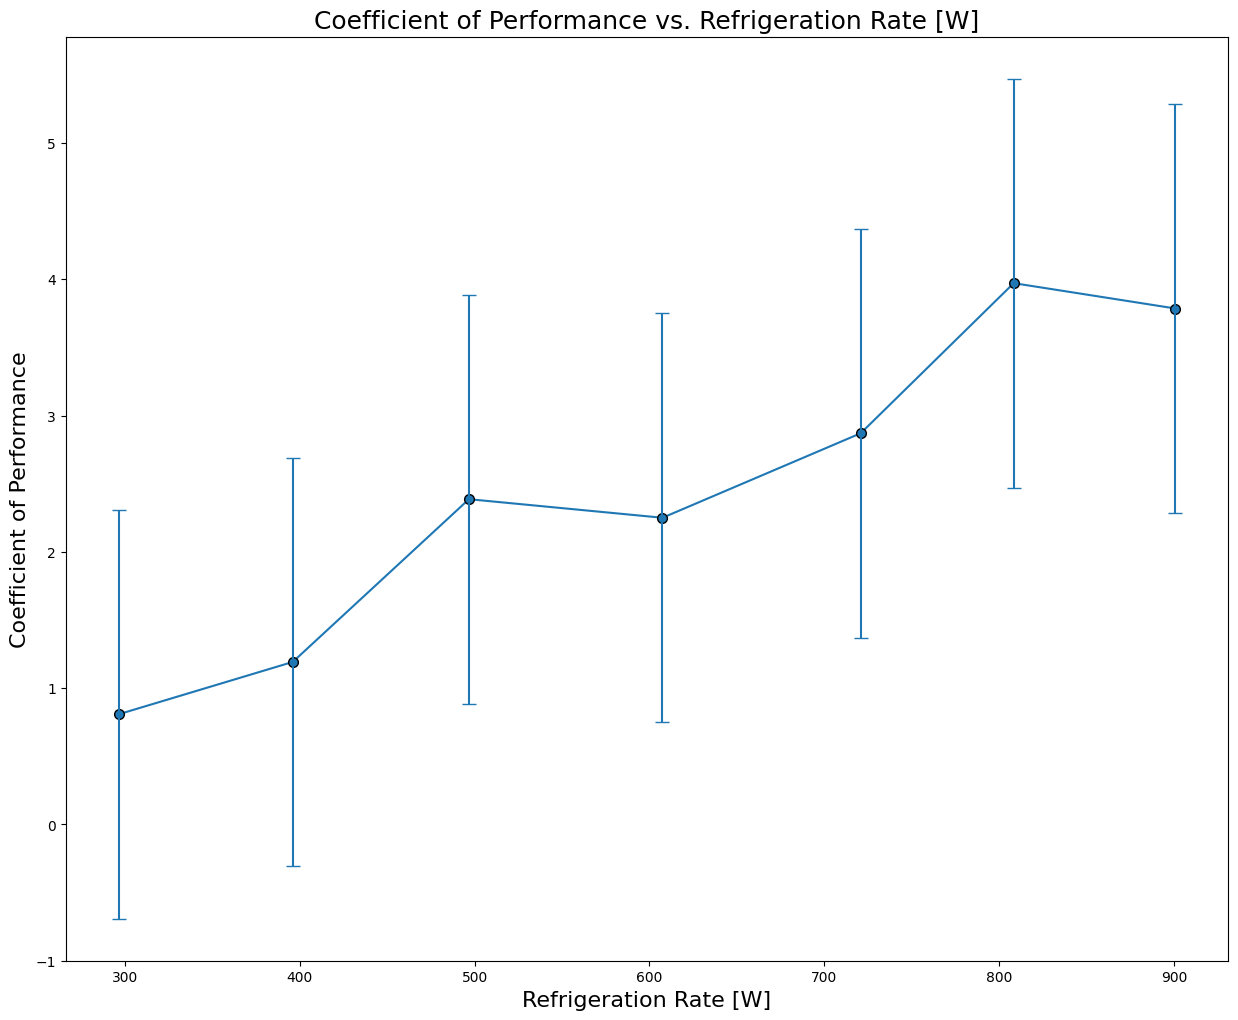 Coefficient of Performance vs. Refrigeration Rate [W]
Coefficient of Performance
5
4
3
2
1
0
−1
300 400 500 600 700 800 900
Refrigeration Rate [W]